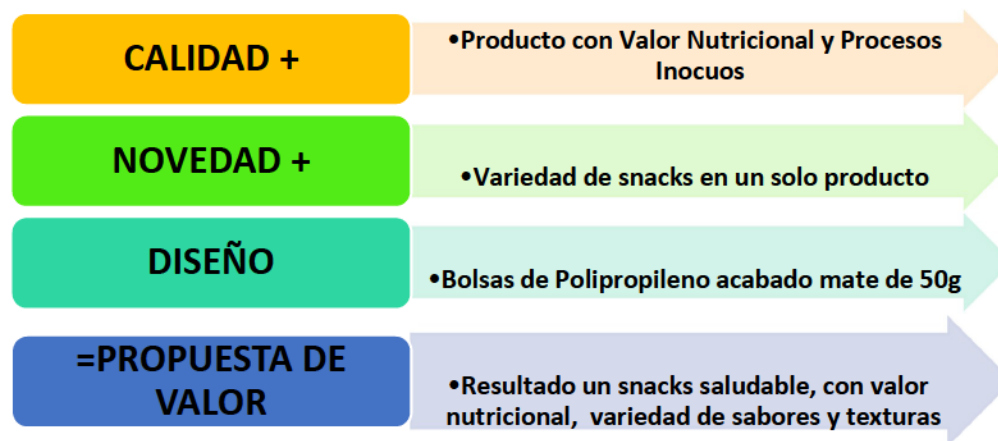 CALIDAD +
•Producto con Valor Nutricional y Procesos
Inocuos
NOVEDAD +
•Variedad de snacks en un solo producto
DISEÑO
•Bolsas de Polipropileno acabado mate de 50g
=PROPUESTA DE
VALOR
•Resultado un snacks saludable, con valor
nutricional, variedad de sabores y texturas